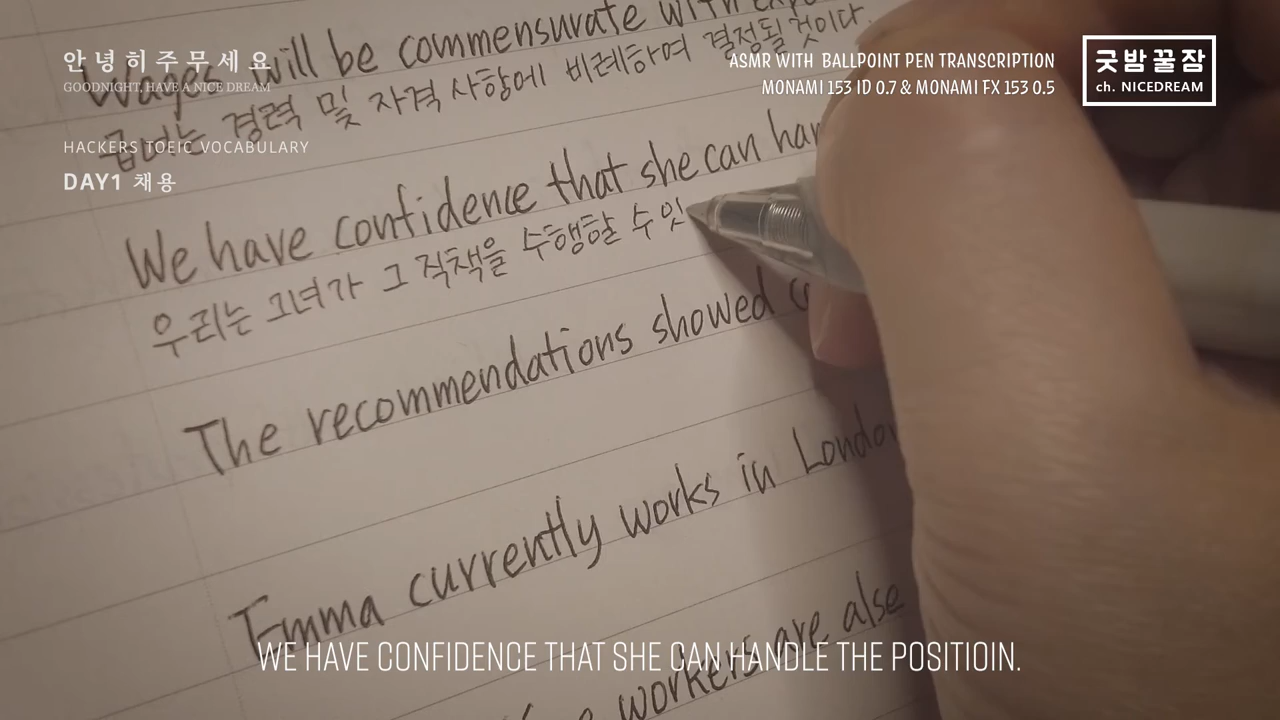 안녕히주무세요
GOODNIGHT, HAVE A NICE DREAM
HACKERS TOEIC VOCABULARY
DAY1 채용
ASMR WITH BALLPOINT PEN TRANSCRIPTION
MONAMI 153 ID 0.7 & MONAMI FX 153 0.5
굿밤꿀잠
ch. NICEDREAM
Wages will be commensurate with
급여는 경력 및 자격 사항에 비례하여 결정될 것이다.
We have confidence that she can
우리는 그녀가 그 직책을 수행할 수 있
The recommendations showed
Emma currently works in London
workers are also
WE HAVE CONFIDENCE THAT SHE CAN HANDLE THE POSITIOIN.